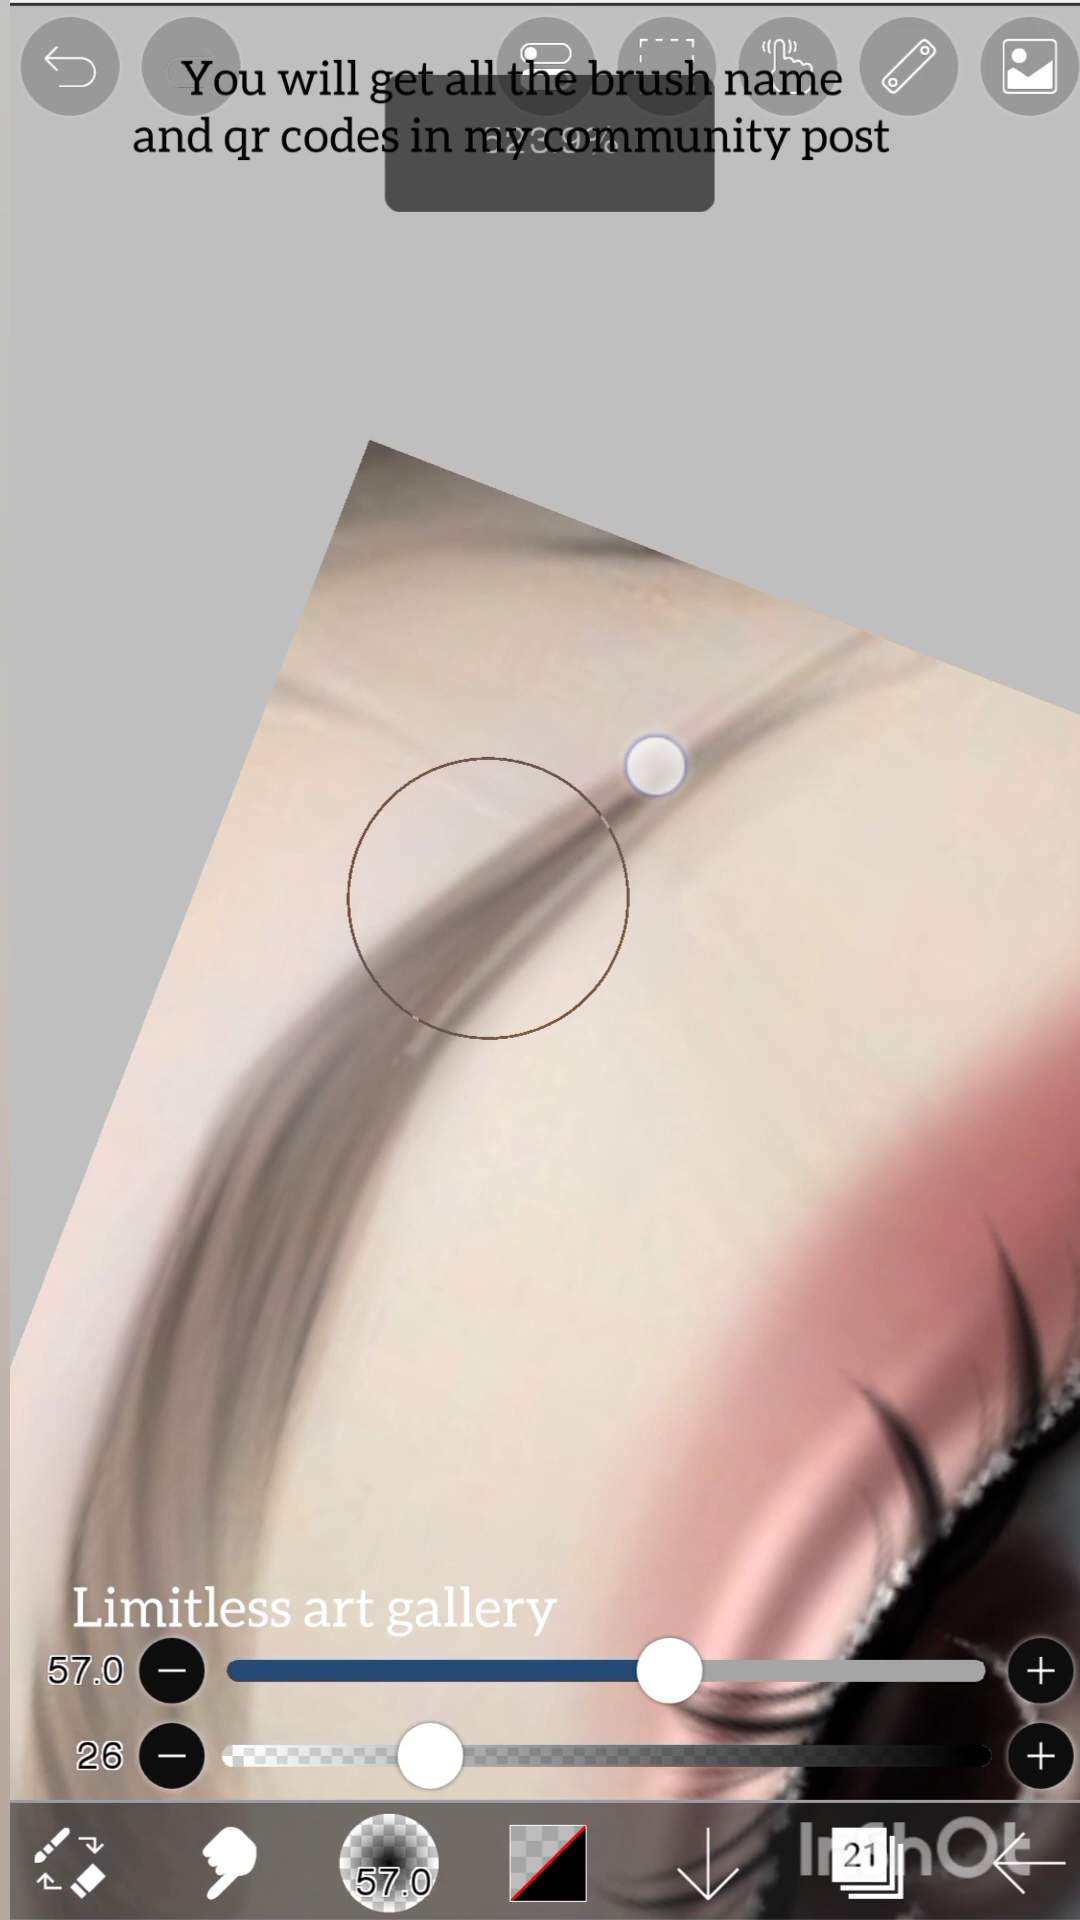 You will get all the brush name
and qr codes in my community post
Limitless art gallery
57.0
26
57.0
21
InShOt